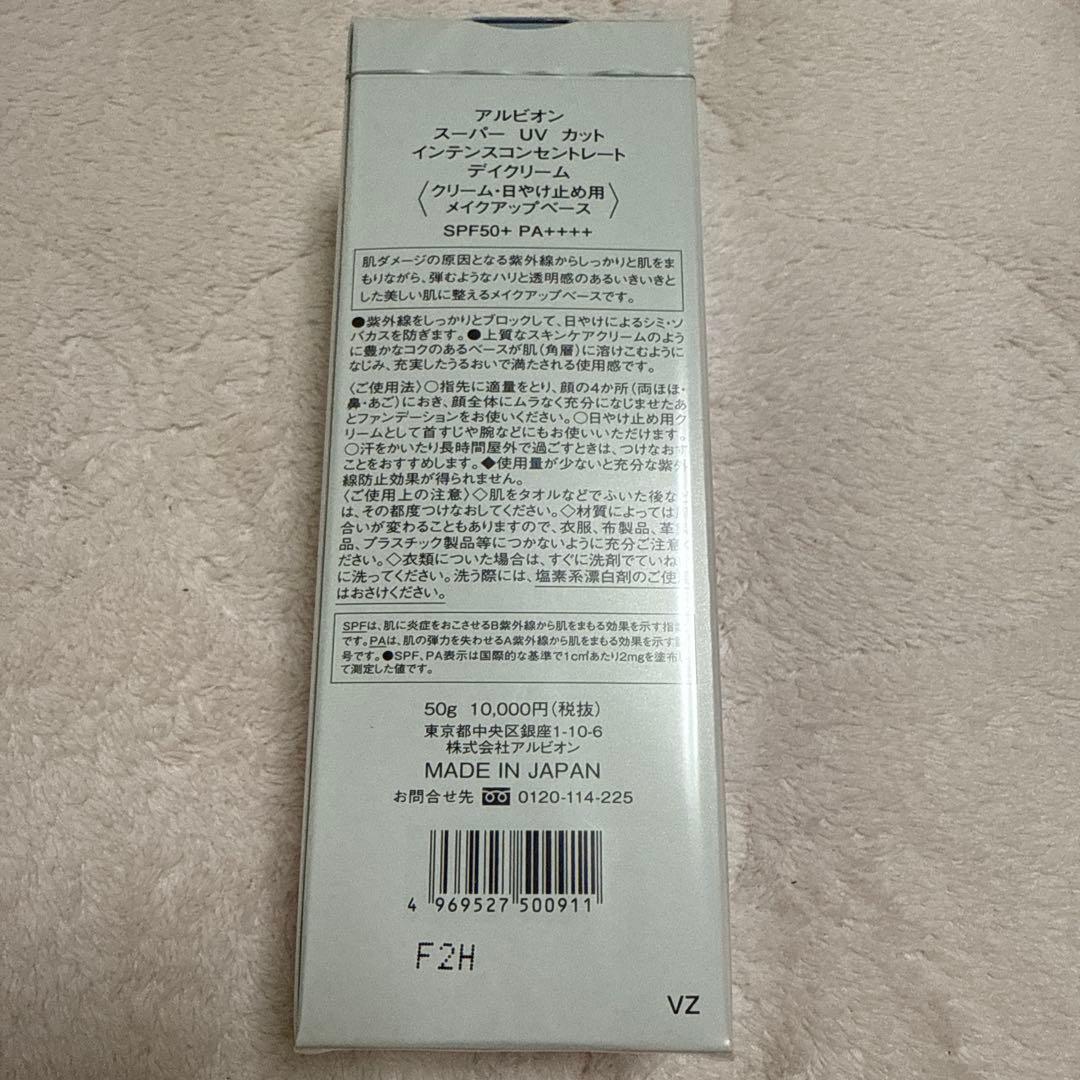 アルビオン
スーパー UV カット
インテンスコンセントレート
デイクリーム
〈クリーム・日やけ止め用
メイクアップベース〉
SPF50+ PA++++
肌ダメージの原因となる紫外線からしっかりと肌をま
もりながら、弾むようなハリと透明感のあるいきいきと
した美しい肌に整えるメイクアップベースです。
●紫外線をしっかりとブロックして、日やけによるシミ・ソ
バカスを防ぎます。●上質なスキンケアクリームのよう
に豊かなコクのあるベースが肌(角層)に溶けこむように
なじみ、充実したうるおいで満たされる使用感です。
〈ご使用法〉○指先に適量をとり、顔の4か所(両ほほ・
鼻・あご)におき、顔全体にムラなく充分になじませたあ
とファンデーションをお使いください。○日やけ止め用ク
リームとして首すじや腕などにもお使いいただけます。
○汗をかいたり長時間屋外で過ごすときは、つけなおす
ことをおすすめします。◆使用量が少ないと充分な紫外
線防止効果が得られません。
〈ご使用上の注意〉◇肌をタオルなどでふいた後など
は、その都度つけなおしてください。◇材質によっては
合いが変わることもありますので、衣服、布製品、革
品、プラスチック製品等につかないように充分ご注意く
ださい。◇衣類についた場合は、すぐに洗剤でていね
に洗ってください。洗う際には、塩素系漂白剤のご使
はおさけください。
SPFは、肌に炎症をおこさせるB紫外線から肌をまもる効果を示す指
です。PAは、肌の弾力を失わせるA紫外線から肌をまもる効果を示す
号です。●SPF、PA表示は国際的な基準で1c㎡あたり2mgを塗布し
て測定した値です。
50g 10,000円(税抜)
東京都中央区銀座1-10-6
株式会社アルビオン
MADE IN JAPAN
お問合せ先 0120-114-225
4 969527 500911
F2H
VZ